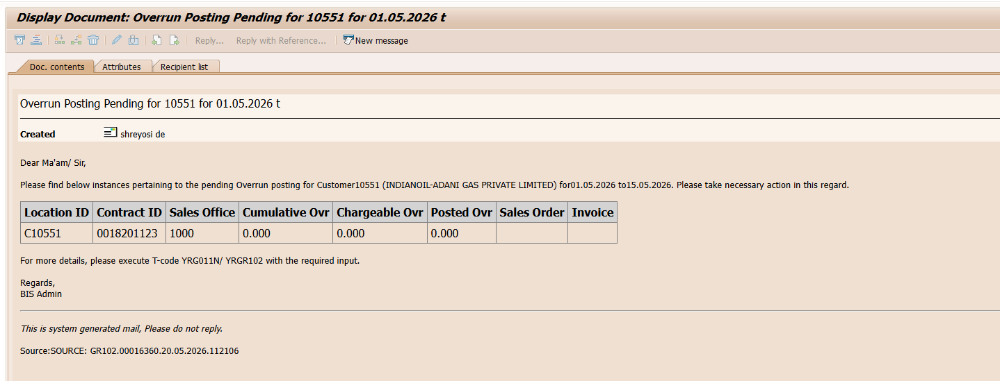 Display Document: Overrun Posting Pending for 10551 for 01.05.2026 t
Reply... Reply with Reference... New message
Doc. contents Attributes Recipient list
Overrun Posting Pending for 10551 for 01.05.2026 t
Created shreyosi de
Dear Ma'am/ Sir,
Please find below instances pertaining to the pending Overrun posting for Customer10551 (INDIANOIL-ADANI GAS PRIVATE LIMITED) for01.05.2026 to15.05.2026. Please take necessary action in this regard.
Location ID Contract ID Sales Office Cumulative Ovr Chargeable Ovr Posted Ovr Sales Order Invoice
C10551 0018201123 1000 0.000 0.000 0.000
For more details, please execute T-code YRG011N/ YRGR102 with the required input.
Regards,
BIS Admin
This is system generated mail, Please do not reply.
Source:SOURCE: GR102.00016360.20.05.2026.112106